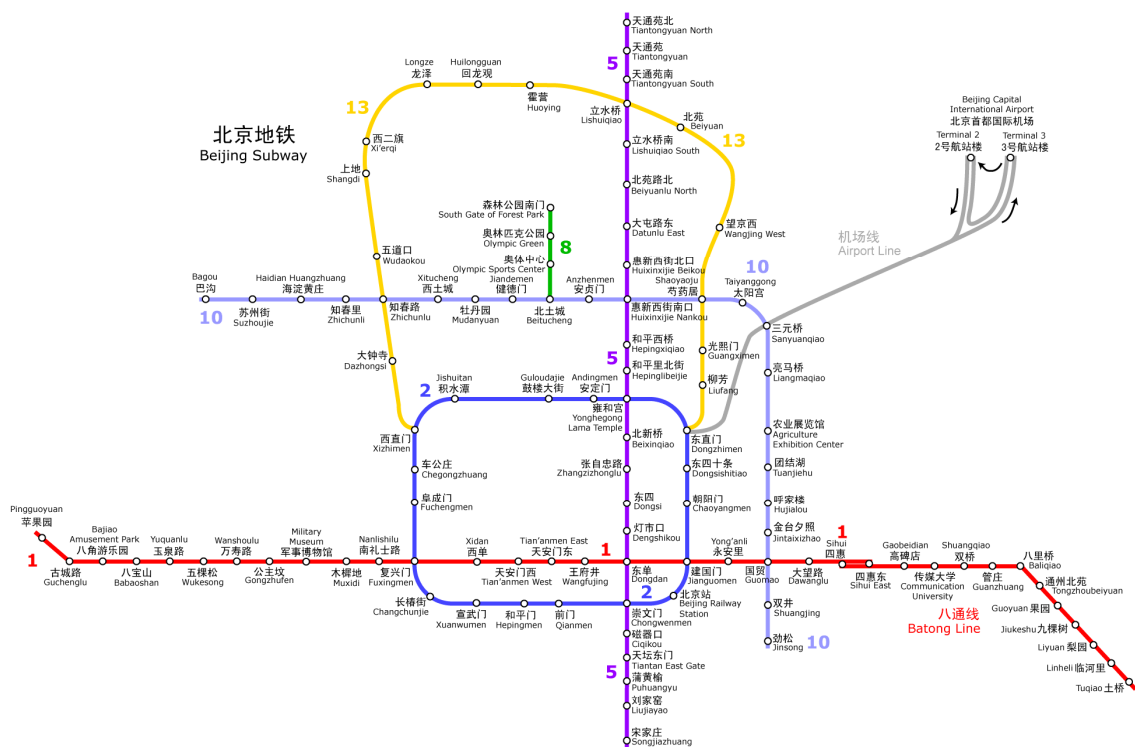 北京地铁
Beijing Subway
天通苑北
Tiantongyuan North
天通苑
Tiantongyuan
5
天通苑南
Tiantongyuan South
Longze
龙泽
Huilongguan
回龙观
霍营
Huoying
13
立水桥
Lishuiqiao
北苑
Beiyuan
13
西二旗
Xi'erqi
上地
Shangdi
立水桥南
Lishuiqiao South
北苑路北
Beiyuanlu North
大屯路东
Datunlu East
惠新西街北口
Huixinxijie Beikou
望京西
Wangjing West
Beijing Capital
International Airport
北京首都国际机场
Terminal 2
2号航站楼
Terminal 3
3号航站楼
机场线
Airport Line
森林公园南门
South Gate of Forest Park
奥林匹克公园
Olympic Green
8
奥体中心
Olympic Sports Center
五道口
Wudaokou
Bagou
巴沟
10
苏州街
Suzhoujie
Haidian Huangzhuang
海淀黄庄
知春里
Zhichunli
知春路
Zhichunlu
Xitucheng
西土城
牡丹园
Mudanyuan
Jiandemen
健德门
北土城
Beitucheng
Anzhenmen
安贞门
惠新西街南口
Huixinxijie Nankou
Shaoyaoju
芍药居
10
Taiyanggong
太阳宫
三元桥
Sanyuanqiao
大钟寺
Dazhongsi
和平西桥
Hepingxiqiao
5
和平里北街
Hepinglibeijie
光熙门
Guangximen
柳芳
Liufang
亮马桥
Liangmaqiao
2
Jishuitan
积水潭
Guloudajie
鼓楼大街
Andingmen
安定门
雍和宫
Yonghegong
Lama Temple
西直门
Xizhimen
东直门
Dongzhimen
农业展览馆
Agriculture
Exhibition Center
车公庄
Chegongzhuang
北新桥
Beixinqiao
张自忠路
Zhangzizhonglu
东四十条
Dongsishitiao
团结湖
Tuanjiehu
阜成门
Fuchengmen
东四
Dongsi
朝阳门
Chaoyangmen
呼家楼
Hujialou
灯市口
Dengshikou
金台夕照
Jintaixizhao
Pingguoyuan
苹果园
1
古城路
Guchenglu
Bajiao
Amusement Park
八角游乐园
八宝山
Babaoshan
Yuquanlu
玉泉路
五棵松
Wukesong
Wanshoulu
万寿路
公主坟
Gongzhufen
Military
Museum
军事博物馆
木樨地
Muxidi
Nanlishilu
南礼士路
复兴门
Fuxingmen
Xidan
西单
天安门西
Tian'anmen West
Tian'anmen East
天安门东
王府井
Wangfujing
1
东单
Dongdan
建国门
Jianguomen
Yong'anli
永安里
国贸
Guomao
大望路
Dawanglu
1
Sihui
四惠
四惠东
Sihui East
Gaobeidian
高碑店
传媒大学
Communication
University
Shuangqiao
双桥
管庄
Guanzhuang
八里桥
Baliqiao
通州北苑
Tongzhoubeiyuan
Guoyuan 果园
Jiukeshu 九棵树
Liyuan 梨园
Linheli 临河里
Tuqiao 土桥
八通线
Batong Line
长椿街
Changchunjie
宣武门
Xuanwumen
和平门
Hepingmen
前门
Qianmen
2
崇文门
Chongwenmen
北京站
Beijing Railway
Station
双井
Shuangjing
劲松
Jinsong
10
磁器口
Ciqikou
天坛东门
Tiantan East Gate
5
蒲黄榆
Puhuangyu
刘家窑
Liujiayao
宋家庄
Songjiazhuang